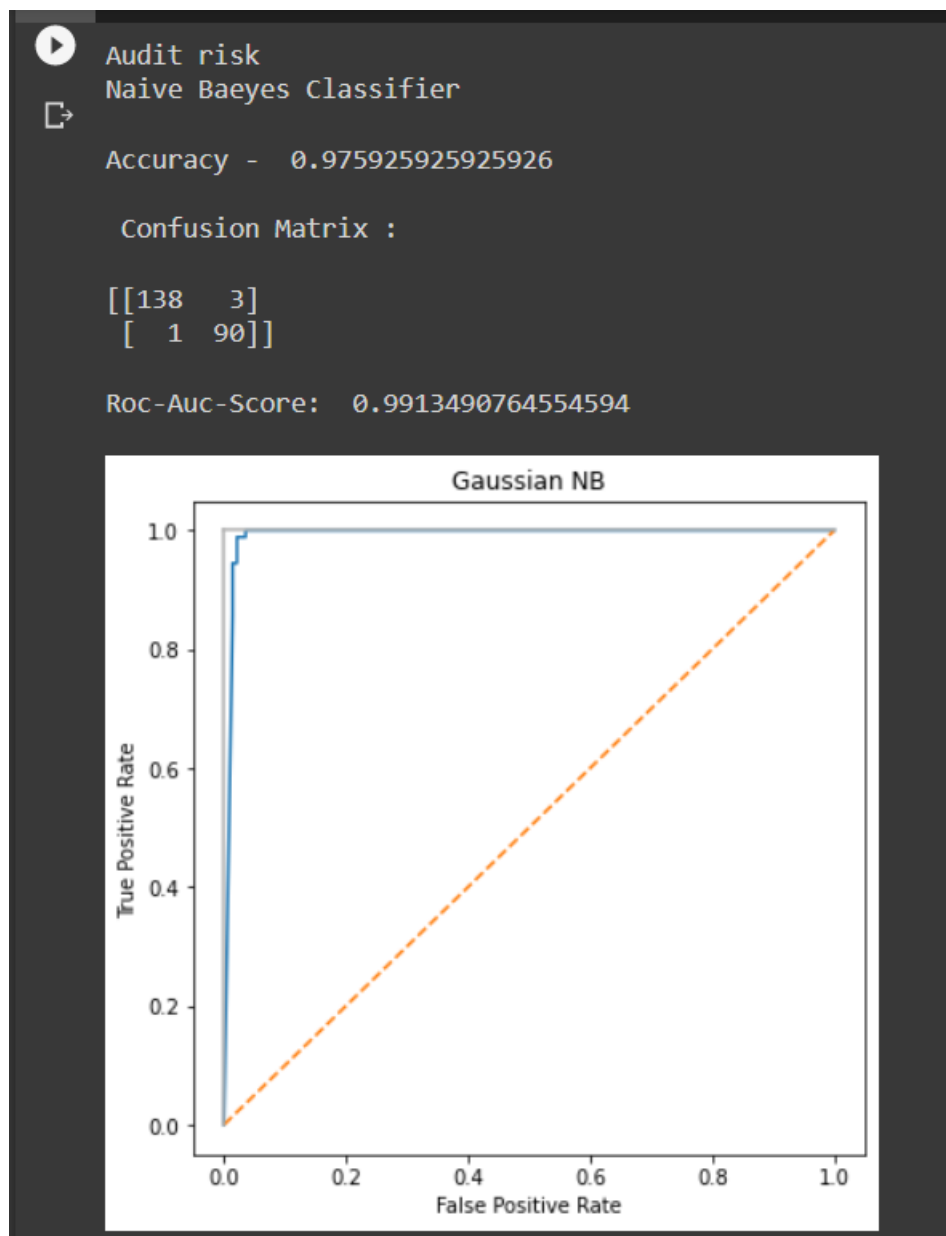 Audit risk
Naive Baeyes Classifier
Accuracy -  0.975925925925926
Confusion Matrix :
[[138   3]
[  1  90]]
Roc-Auc-Score:  0.9913490764554594
Gaussian NB
True Positive Rate
1.0
0.8
0.6
0.4
0.2
0.0
0.0 0.2 0.4 0.6 0.8 1.0
False Positive Rate